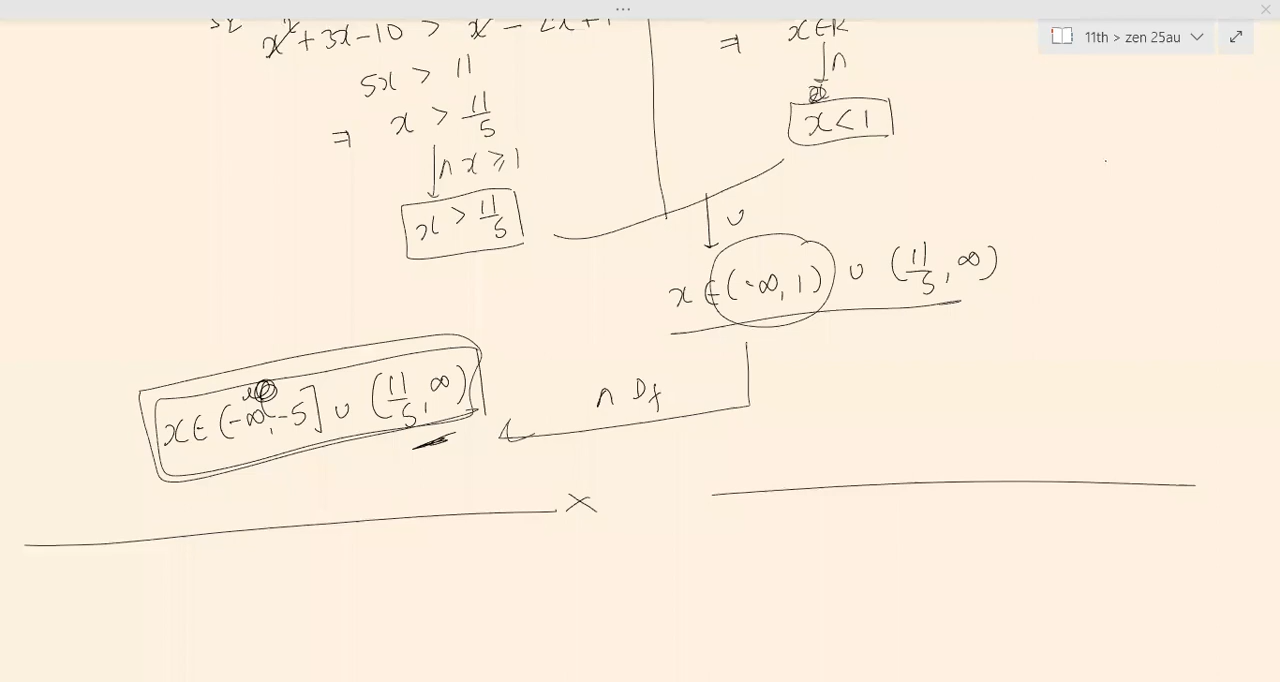 11th > zen 25au
x² + 3x - 10 > x² - 2x + 1
5x > 11
⇒ x > 11/5
∩ x ≥ 1
x > 11/5
⇒ x ∈ R
∩
x < 1
∪
x ∈ (-∞, 1) ∪ (11/5, ∞)
∩ Df
x ∈ (-∞, -5] ∪ (11/5, ∞)
×